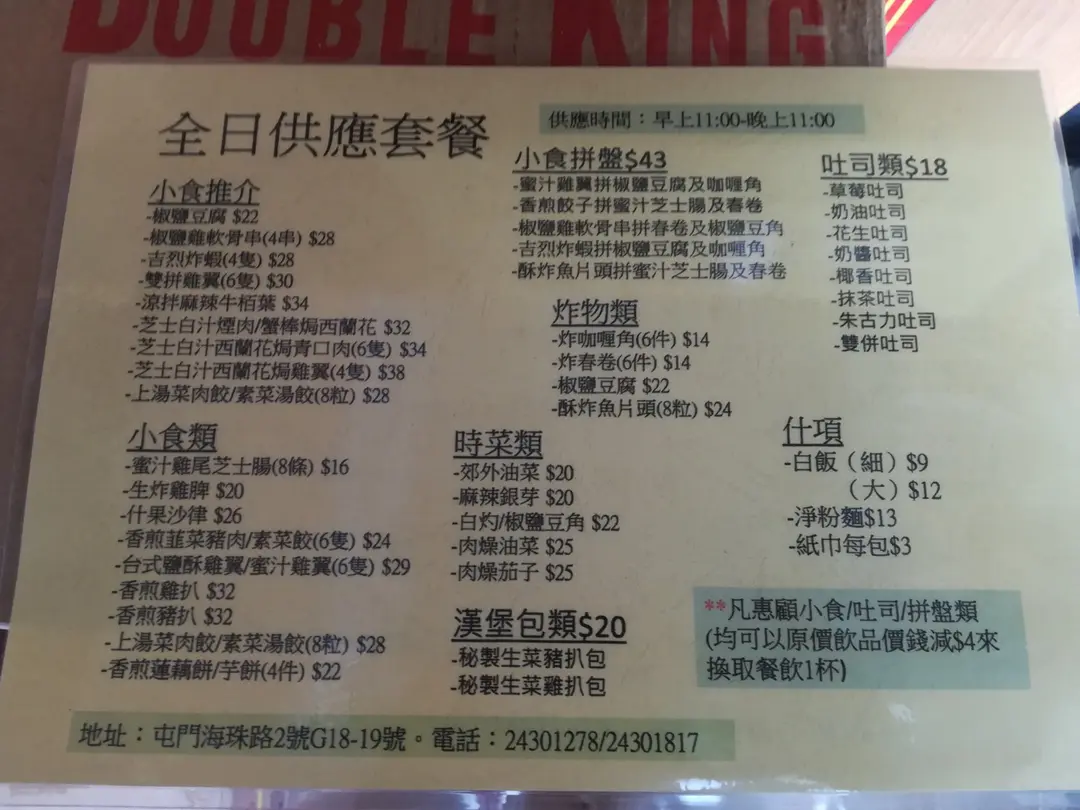 DOUBLE KING
全日供應套餐
供應時間：早上11:00-晚上11:00
小食推介
-椒鹽豆腐 $22
-椒鹽雞軟骨串(4串) $28
-吉烈炸蝦(4隻) $28
-雙拼雞翼(6隻) $30
-涼拌麻辣牛栢葉 $34
-芝士白汁煙肉/蟹棒焗西蘭花 $32
-芝士白汁西蘭花焗青口肉(6隻) $34
-芝士白汁西蘭花焗雞翼(4隻) $38
-上湯菜肉餃/素菜湯餃(8粒) $28
小食拼盤$43
-蜜汁雞翼拼椒鹽豆腐及咖喱角
-香煎餃子拼蜜汁芝士腸及春卷
-椒鹽雞軟骨串拼春卷及椒鹽豆角
-吉烈炸蝦拼椒鹽豆腐及咖喱角
-酥炸魚片頭拼蜜汁芝士腸及春卷
吐司類$18
-草莓吐司
-奶油吐司
-花生吐司
-奶醬吐司
-椰香吐司
-抹茶吐司
-朱古力吐司
-雙併吐司
炸物類
-炸咖喱角(6件) $14
-炸春卷(6件) $14
-椒鹽豆腐 $22
-酥炸魚片頭(8粒) $24
小食類
-蜜汁雞尾芝士腸(8條) $16
-生炸雞脾 $20
-什果沙律 $26
-香煎韮菜豬肉/素菜餃(6隻) $24
-台式鹽酥雞翼/蜜汁雞翼(6隻) $29
-香煎雞扒 $32
-香煎豬扒 $32
-上湯菜肉餃/素菜湯餃(8粒) $28
-香煎蓮藕餅/芋餅(4件) $22
時菜類
-郊外油菜 $20
-麻辣銀芽 $20
-白灼/椒鹽豆角 $22
-肉燥油菜 $25
-肉燥茄子 $25
漢堡包類$20
-秘製生菜豬扒包
-秘製生菜雞扒包
什項
-白飯（細）$9
（大）$12
-淨粉麵$13
-紙巾每包$3
**凡惠顧小食/吐司/拼盤類
(均可以原價飲品價錢減$4來
換取餐飲1杯)
地址：屯門海珠路2號G18-19號。電話：24301278/24301817